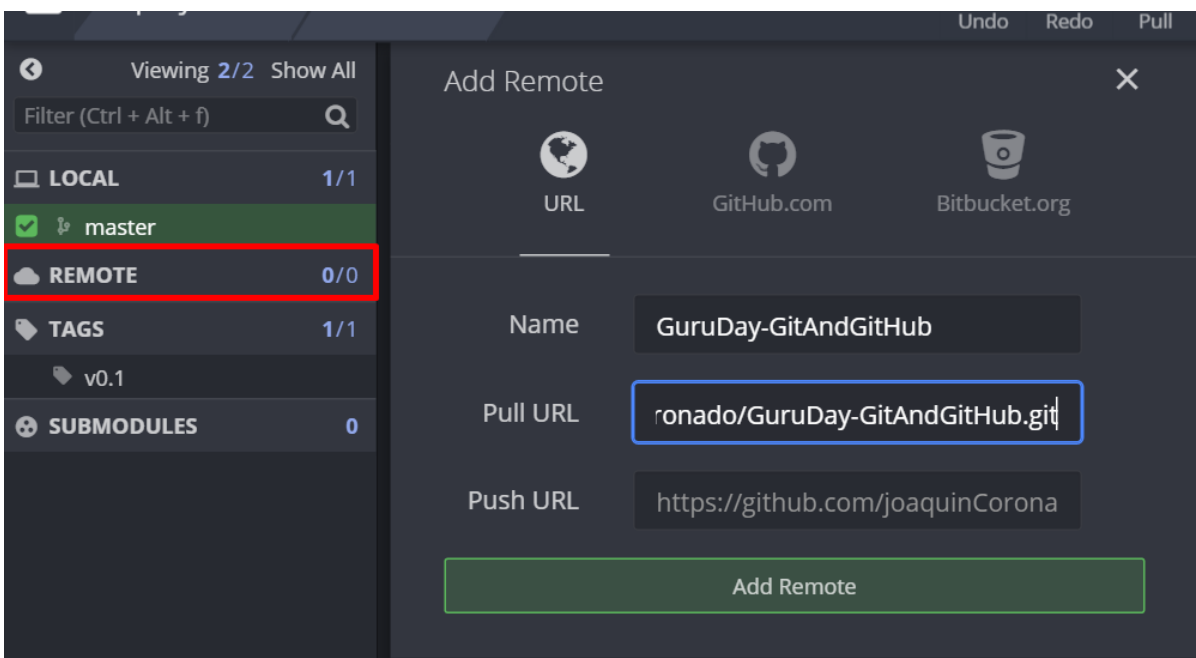 Undo Redo Pull
Viewing 2/2 Show All
Filter (Ctrl + Alt + f)
LOCAL 1/1
master
REMOTE 0/0
TAGS 1/1
v0.1
SUBMODULES 0
Add Remote
URL GitHub.com Bitbucket.org
Name GuruDay-GitAndGitHub
Pull URL ronado/GuruDay-GitAndGitHub.git
Push URL https://github.com/joaquinCorona
Add Remote